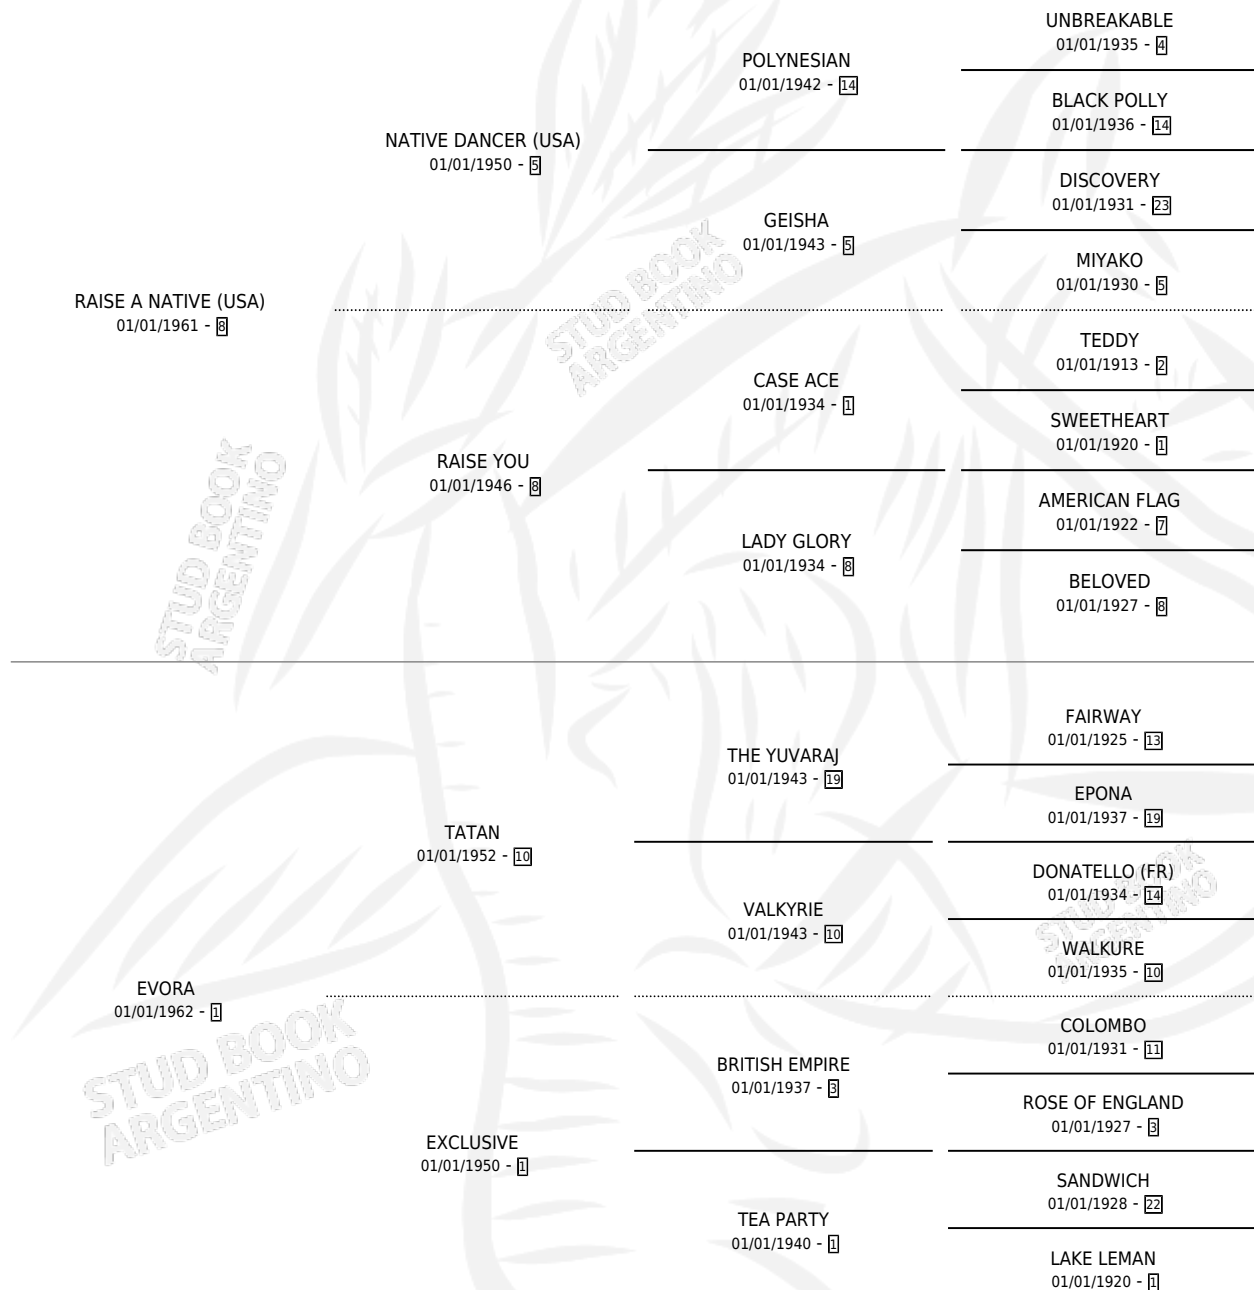 UNBREAKABLE
01/01/1935 - 4
POLYNESIAN
01/01/1942 - 14
BLACK POLLY
01/01/1936 - 14
NATIVE DANCER (USA)
01/01/1950 - 5
DISCOVERY
01/01/1931 - 23
GEISHA
01/01/1943 - 5
MIYAKO
01/01/1930 - 5
STUD BOOK
ARGENTINO
RAISE A NATIVE (USA)
01/01/1961 - 8
TEDDY
01/01/1913 - 2
CASE ACE
01/01/1934 - 1
SWEETHEART
01/01/1920 - 1
RAISE YOU
01/01/1946 - 8
AMERICAN FLAG
01/01/1922 - 7
LADY GLORY
01/01/1934 - 8
BELOVED
01/01/1927 - 8
STUD BOOK
ARGENTINO
FAIRWAY
01/01/1925 - 13
THE YUVARAJ
01/01/1943 - 19
EPONA
01/01/1937 - 19
TATAN
01/01/1952 - 10
DONATELLO (FR)
01/01/1934 - 14
VALKYRIE
01/01/1943 - 10
WALKURE
01/01/1935 - 10
STUD BOOK
ARGENTINO
EVORA
01/01/1962 - 1
COLOMBO
01/01/1931 - 11
BRITISH EMPIRE
01/01/1937 - 3
ROSE OF ENGLAND
01/01/1927 - 3
STUD BOOK
ARGENTINO
EXCLUSIVE
01/01/1950 - 1
SANDWICH
01/01/1928 - 22
TEA PARTY
01/01/1940 - 1
LAKE LEMAN
01/01/1920 - 1